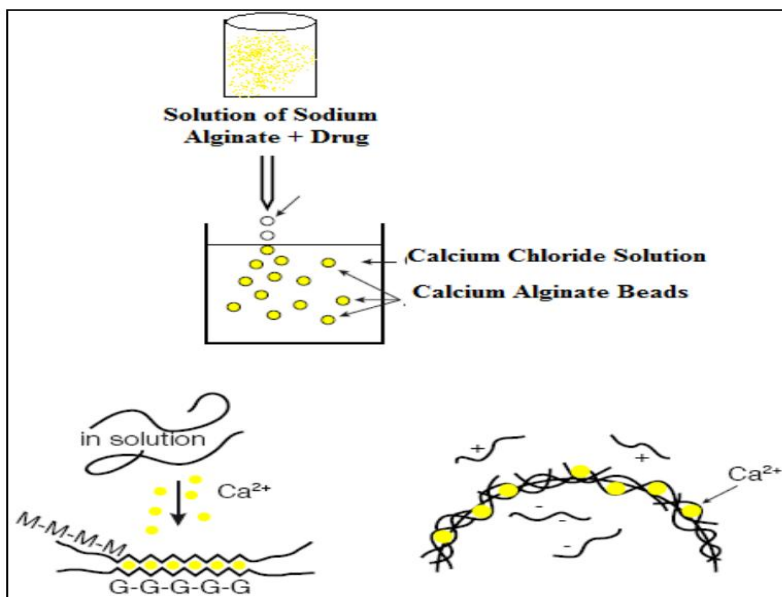 Solution of Sodium
Alginate + Drug
Calcium Chloride Solution
Calcium Alginate Beads
in solution
Ca²⁺
M-M-M-M
G-G-G-G-G
+
+
Ca²⁺
-
-
-
-